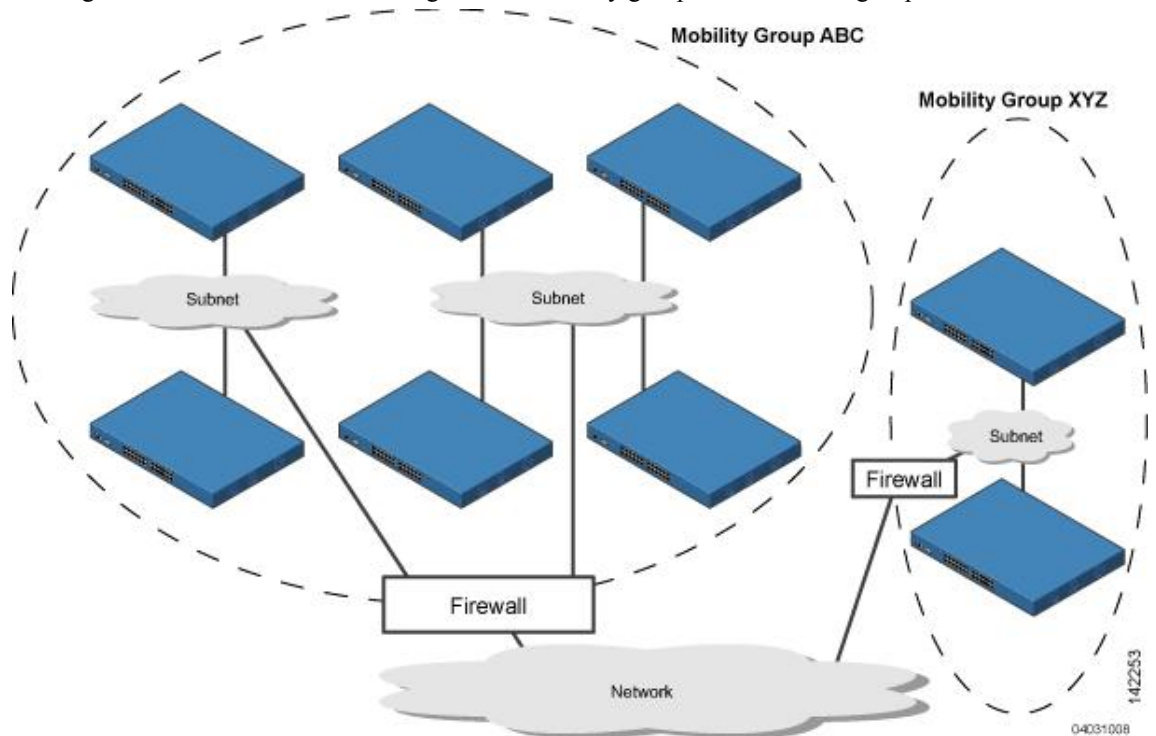 Mobility Group ABC
Mobility Group XYZ
Subnet
Subnet
Subnet
Firewall
Firewall
Network
142253
04031008